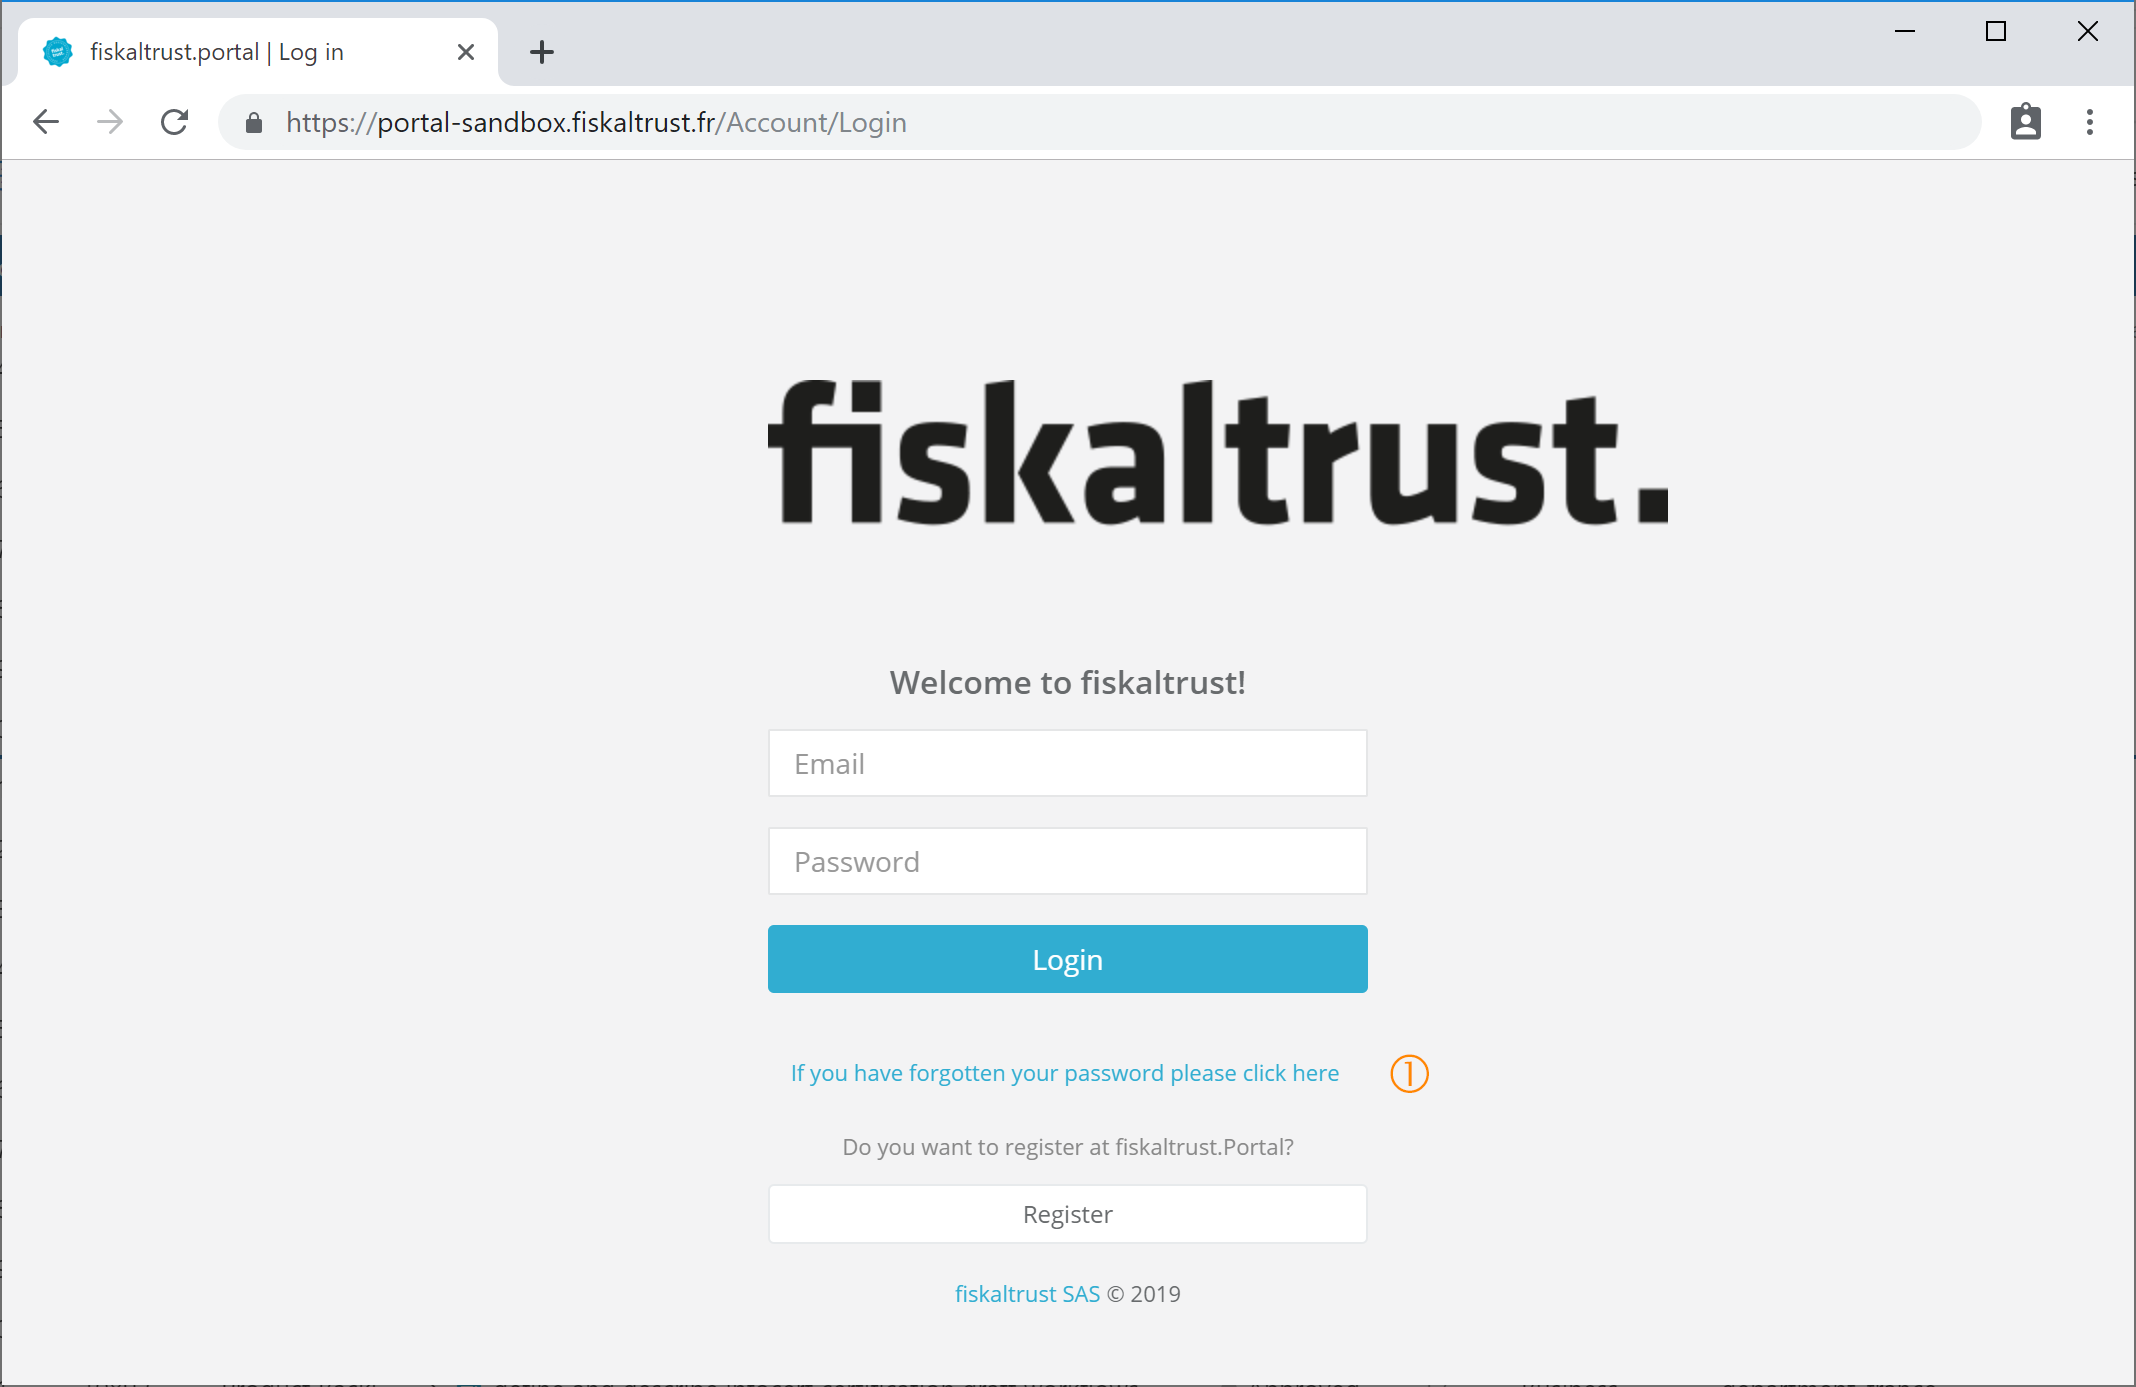 fiskaltrust.portal | Log in
https://portal-sandbox.fiskaltrust.fr/Account/Login
fiskaltrust.
Welcome to fiskaltrust!
Email
Password
Login
If you have forgotten your password please click here ①
Do you want to register at fiskaltrust.Portal?
Register
fiskaltrust SAS © 2019